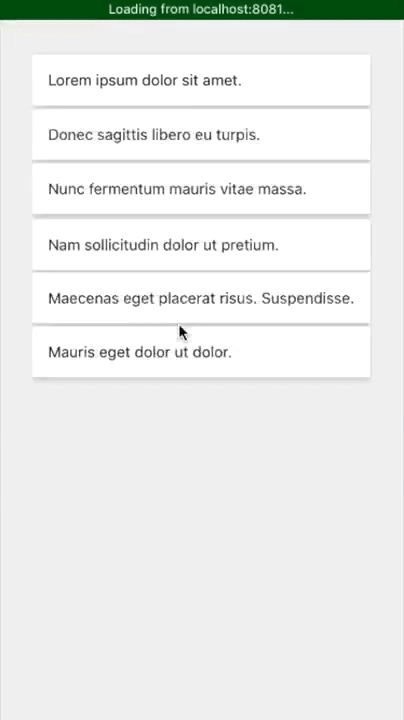 Loading from localhost:8081...
Lorem ipsum dolor sit amet.
Donec sagittis libero eu turpis.
Nunc fermentum mauris vitae massa.
Nam sollicitudin dolor ut pretium.
Maecenas eget placerat risus. Suspendisse.
Mauris eget dolor ut dolor.